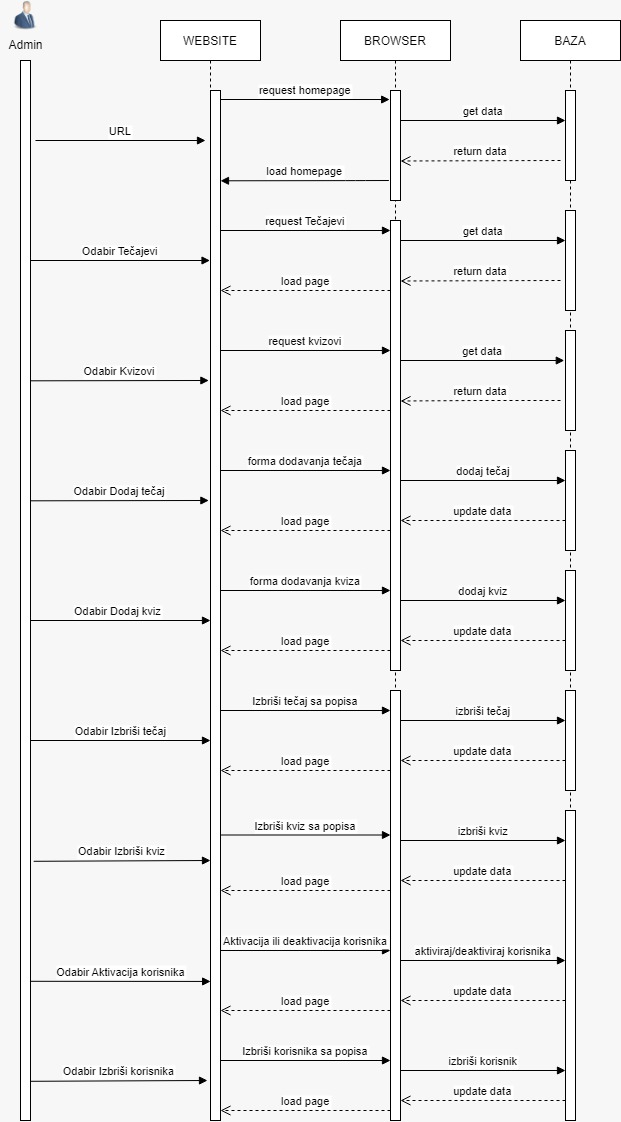 Admin
WEBSITE
BROWSER
BAZA
request homepage
get data
URL
return data
load homepage
request Tečajevi
get data
Odabir Tečajevi
return data
load page
request kvizovi
get data
Odabir Kvizovi
return data
load page
forma dodavanja tečaja
dodaj tečaj
Odabir Dodaj tečaj
update data
load page
forma dodavanja kviza
dodaj kviz
Odabir Dodaj kviz
update data
load page
Izbriši tečaj sa popisa
izbriši tečaj
Odabir Izbriši tečaj
update data
load page
Izbriši kviz sa popisa
izbriši kviz
Odabir Izbriši kviz
update data
load page
Aktivacija ili deaktivacija korisnika
aktiviraj/deaktiviraj korisnika
Odabir Aktivacija korisnika
update data
load page
Izbriši korisnika sa popisa
izbriši korisnik
Odabir Izbriši korisnika
update data
load page